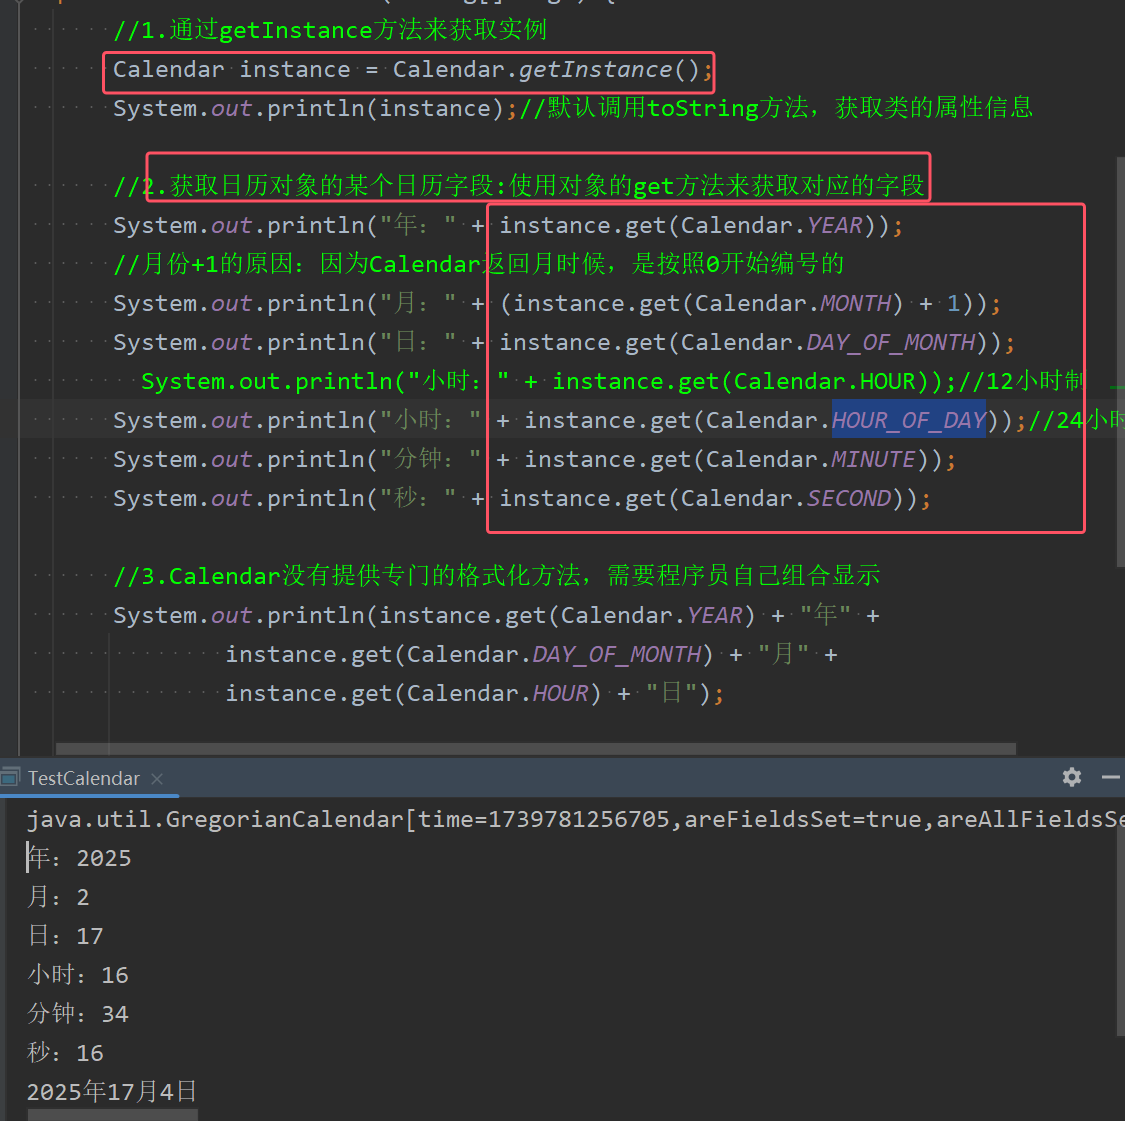 //1.通过getInstance方法来获取实例
Calendar instance = Calendar.getInstance();
System.out.println(instance);//默认调用toString方法，获取类的属性信息
//2.获取日历对象的某个日历字段:使用对象的get方法来获取对应的字段
System.out.println("年：" + instance.get(Calendar.YEAR));
//月份+1的原因：因为Calendar返回月时候，是按照0开始编号的
System.out.println("月：" + (instance.get(Calendar.MONTH) + 1));
System.out.println("日：" + instance.get(Calendar.DAY_OF_MONTH));
System.out.println("小时：" + instance.get(Calendar.HOUR));//12小时制
System.out.println("小时：" + instance.get(Calendar.HOUR_OF_DAY));//24小时
System.out.println("分钟：" + instance.get(Calendar.MINUTE));
System.out.println("秒：" + instance.get(Calendar.SECOND));
//3.Calendar没有提供专门的格式化方法，需要程序员自己组合显示
System.out.println(instance.get(Calendar.YEAR) + "年" +
instance.get(Calendar.DAY_OF_MONTH) + "月" +
instance.get(Calendar.HOUR) + "日");
TestCalendar
java.util.GregorianCalendar[time=1739781256705,areFieldsSet=true,areAllFieldsSe
年：2025
月：2
日：17
小时：16
分钟：34
秒：16
2025年17月4日